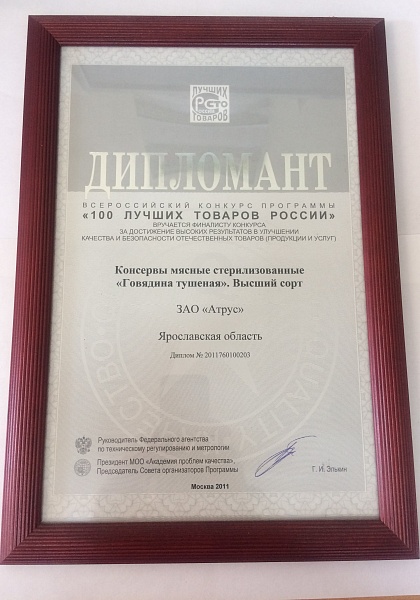 ЛУЧШИХ
ТОВАРОВ
ДИПЛОМАНТ
ВСЕРОССИЙСКИЙ КОНКУРС ПРОГРАММЫ
«100 ЛУЧШИХ ТОВАРОВ РОССИИ»
ВРУЧАЕТСЯ ФИНАЛИСТУ КОНКУРСА
ЗА ДОСТИЖЕНИЕ ВЫСОКИХ РЕЗУЛЬТАТОВ В УЛУЧШЕНИИ
КАЧЕСТВА И БЕЗОПАСНОСТИ ОТЕЧЕСТВЕННЫХ ТОВАРОВ (ПРОДУКЦИИ И УСЛУГ)
Консервы мясные стерилизованные
«Говядина тушеная». Высший сорт
ЗАО «Атрус»
Ярославская область
Диплом № 2011760100203
Руководитель Федерального агентства
по техническому регулированию и метрологии
Президент МОО «Академия проблем качества»,
Председатель Совета организаторов Программы
Г. И. Элькин
Москва 2011